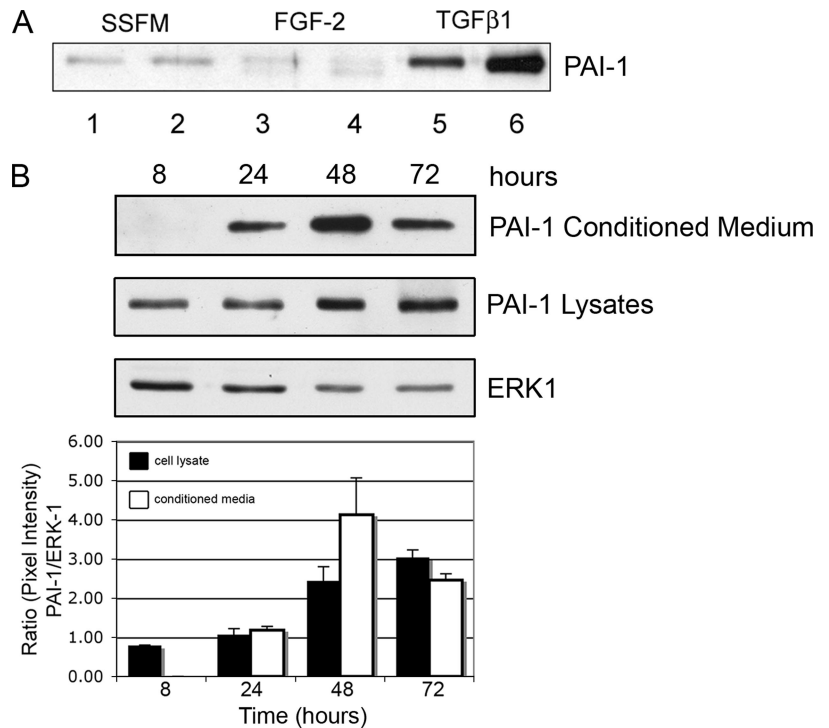 A
SSFM FGF-2 TGFβ1
PAI-1
1 2 3 4 5 6
B
8 24 48 72 hours
PAI-1 Conditioned Medium
PAI-1 Lysates
ERK1
6.00
5.00
4.00
3.00
2.00
1.00
0.00
Ratio (Pixel Intensity)
PAI-1/ERK-1
cell lysate
conditioned media
8 24 48 72
Time (hours)